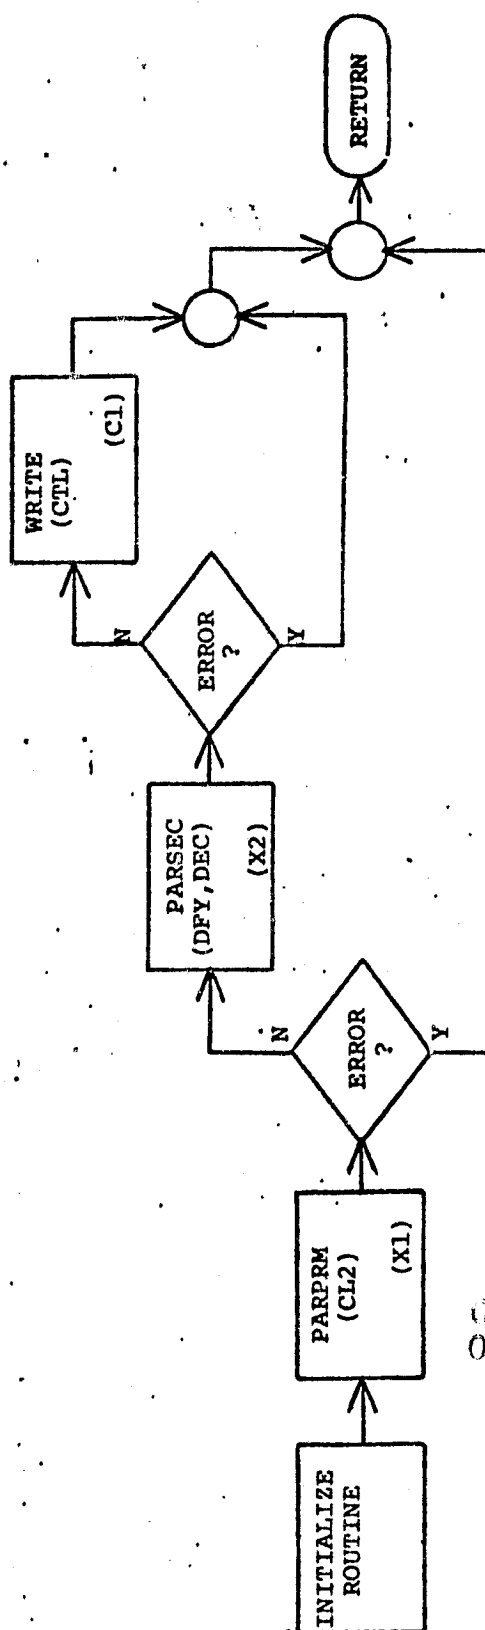 INITIALIZE
ROUTINE
PARPRM
(CL2)
(X1)
ERROR
?
N
Y
PARSEC
(DFY,DEC)
(X2)
ERROR
?
N
Y
WRITE
(CTL)
(C1)
RETURN